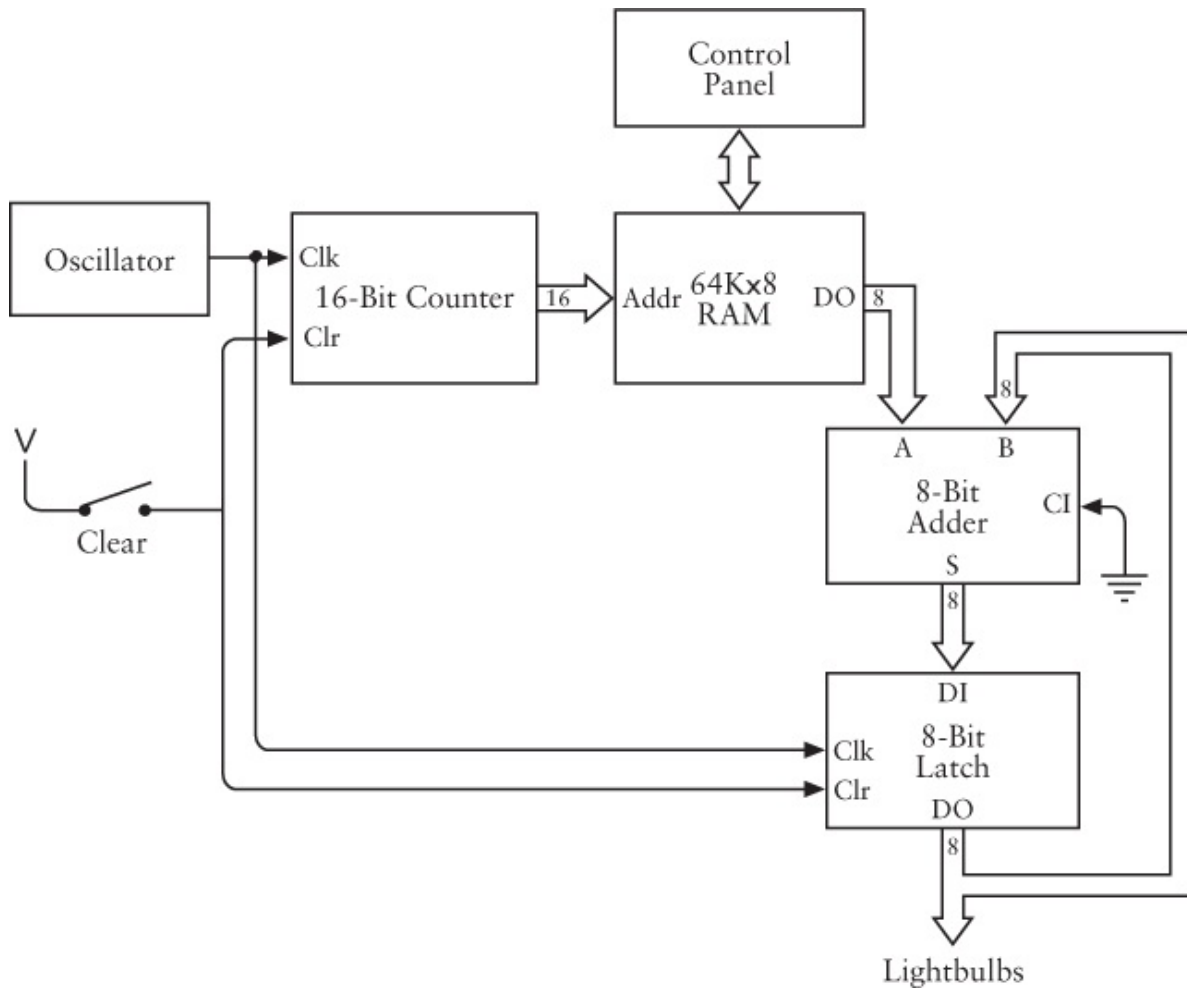 Control
Panel
Oscillator
Clk
16-Bit Counter
Clr
16
Addr
64Kx8
RAM
DO
8
8
V
Clear
A
B
8-Bit
Adder
CI
S
8
DI
Clk
8-Bit
Latch
Clr
DO
8
Lightbulbs